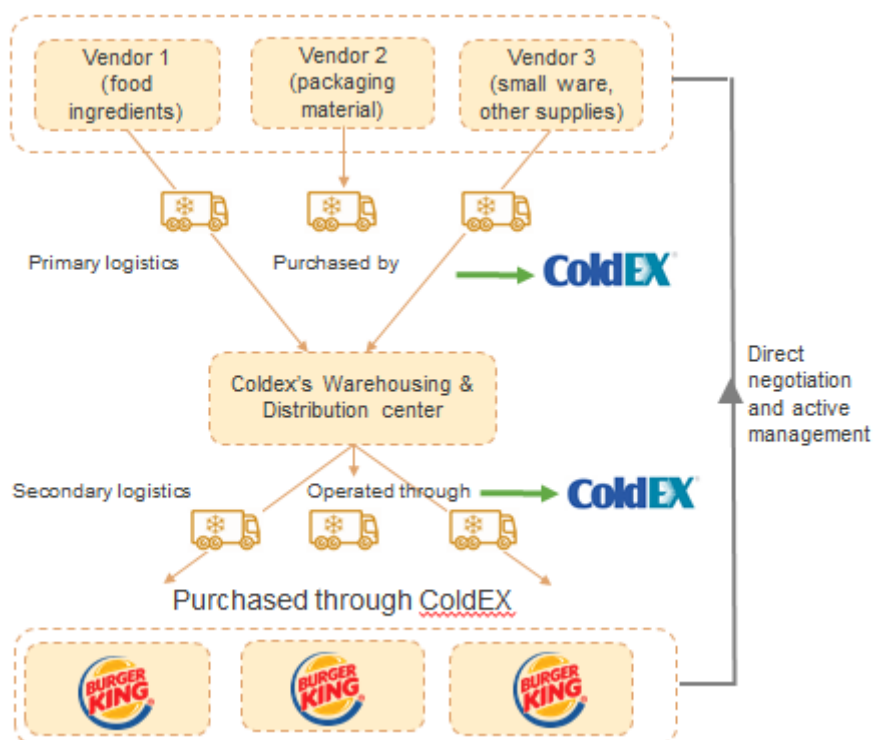 Vendor 1
(food
ingredients)
Vendor 2
(packaging
material)
Vendor 3
(small ware,
other supplies)
Primary logistics
Purchased by
ColdEX
Direct
negotiation
and active
management
Coldex's Warehousing &
Distribution center
Secondary logistics
Operated through
ColdEX
Purchased through ColdEX
BURGER
KING
BURGER
KING
BURGER
KING